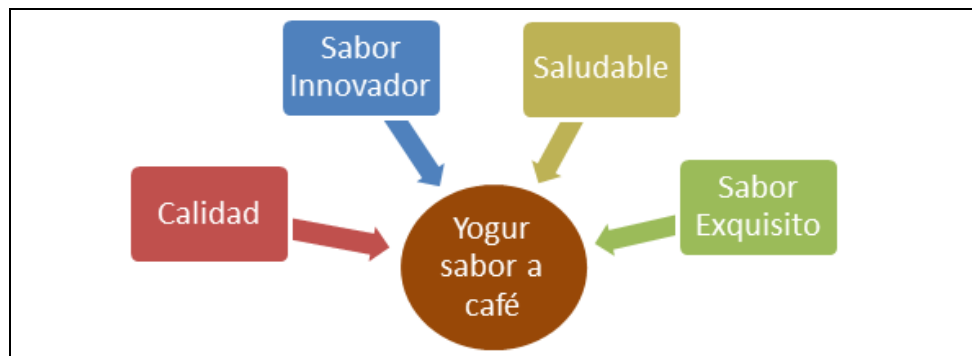 Sabor
Innovador
Saludable
Calidad
Sabor
Exquisito
Yogur
sabor a
café